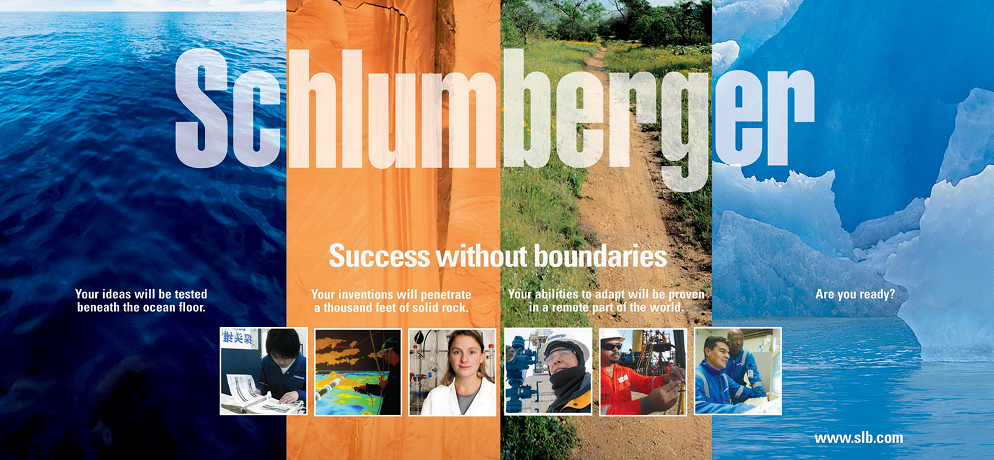 Schlumberger
Success without boundaries
Your ideas will be tested
beneath the ocean floor.
Your inventions will penetrate
a thousand feet of solid rock.
Your abilities to adapt will be proven
in a remote part of the world.
Are you ready?
www.slb.com